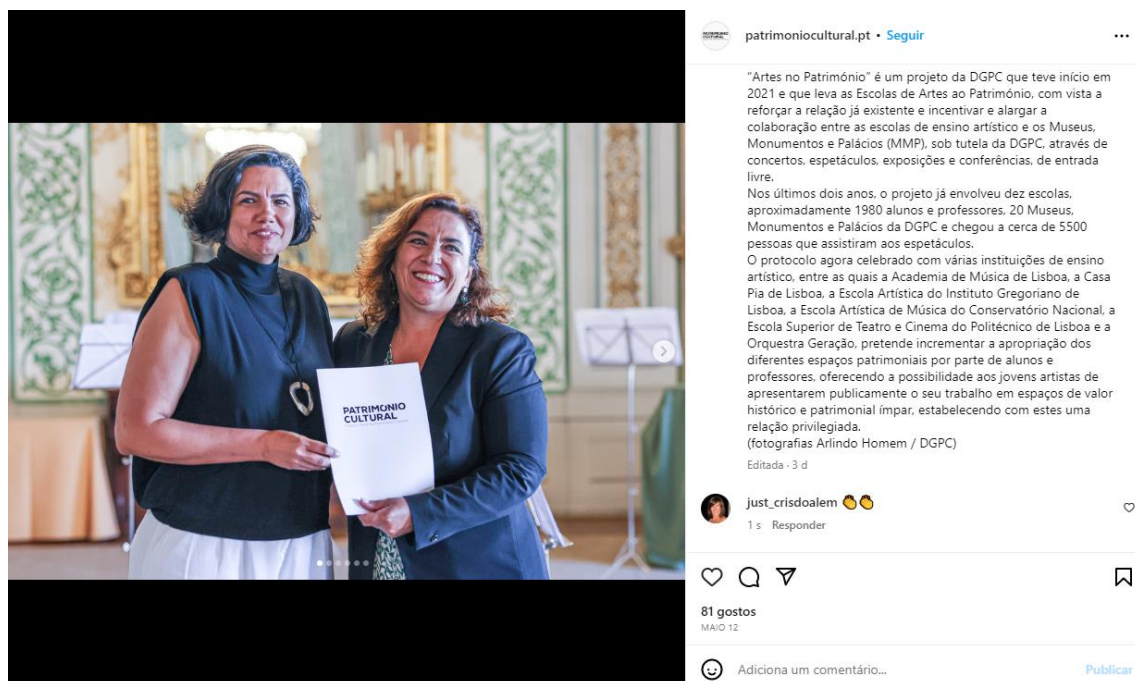 PATRIMÓNIO
CULTURAL
patrimoniocultural.pt • Seguir
"Artes no Património" é um projeto da DGPC que teve início em
2021 e que leva as Escolas de Artes ao Património, com vista a
reforçar a relação já existente e incentivar e alargar a
colaboração entre as escolas de ensino artístico e os Museus,
Monumentos e Palácios (MMP), sob tutela da DGPC, através de
concertos, espetáculos, exposições e conferências, de entrada
livre.
Nos últimos dois anos, o projeto já envolveu dez escolas,
aproximadamente 1980 alunos e professores, 20 Museus,
Monumentos e Palácios da DGPC e chegou a cerca de 5500
pessoas que assistiram aos espetáculos.
O protocolo agora celebrado com várias instituições de ensino
artístico, entre as quais a Academia de Música de Lisboa, a Casa
Pia de Lisboa, a Escola Artística do Instituto Gregoriano de
Lisboa, a Escola Artística de Música do Conservatório Nacional, a
Escola Superior de Teatro e Cinema do Politécnico de Lisboa e a
Orquestra Geração, pretende incrementar a apropriação dos
diferentes espaços patrimoniais por parte de alunos e
professores, oferecendo a possibilidade aos jovens artistas de
apresentarem publicamente o seu trabalho em espaços de valor
histórico e patrimonial ímpar, estabelecendo com estes uma
relação privilegiada.
(fotografias Arlindo Homem / DGPC)
Editada · 3 d
just_crisdoalem 👏👏
1 s Responder
81 gostos
MAIO 12
Adiciona um comentário... Publicar